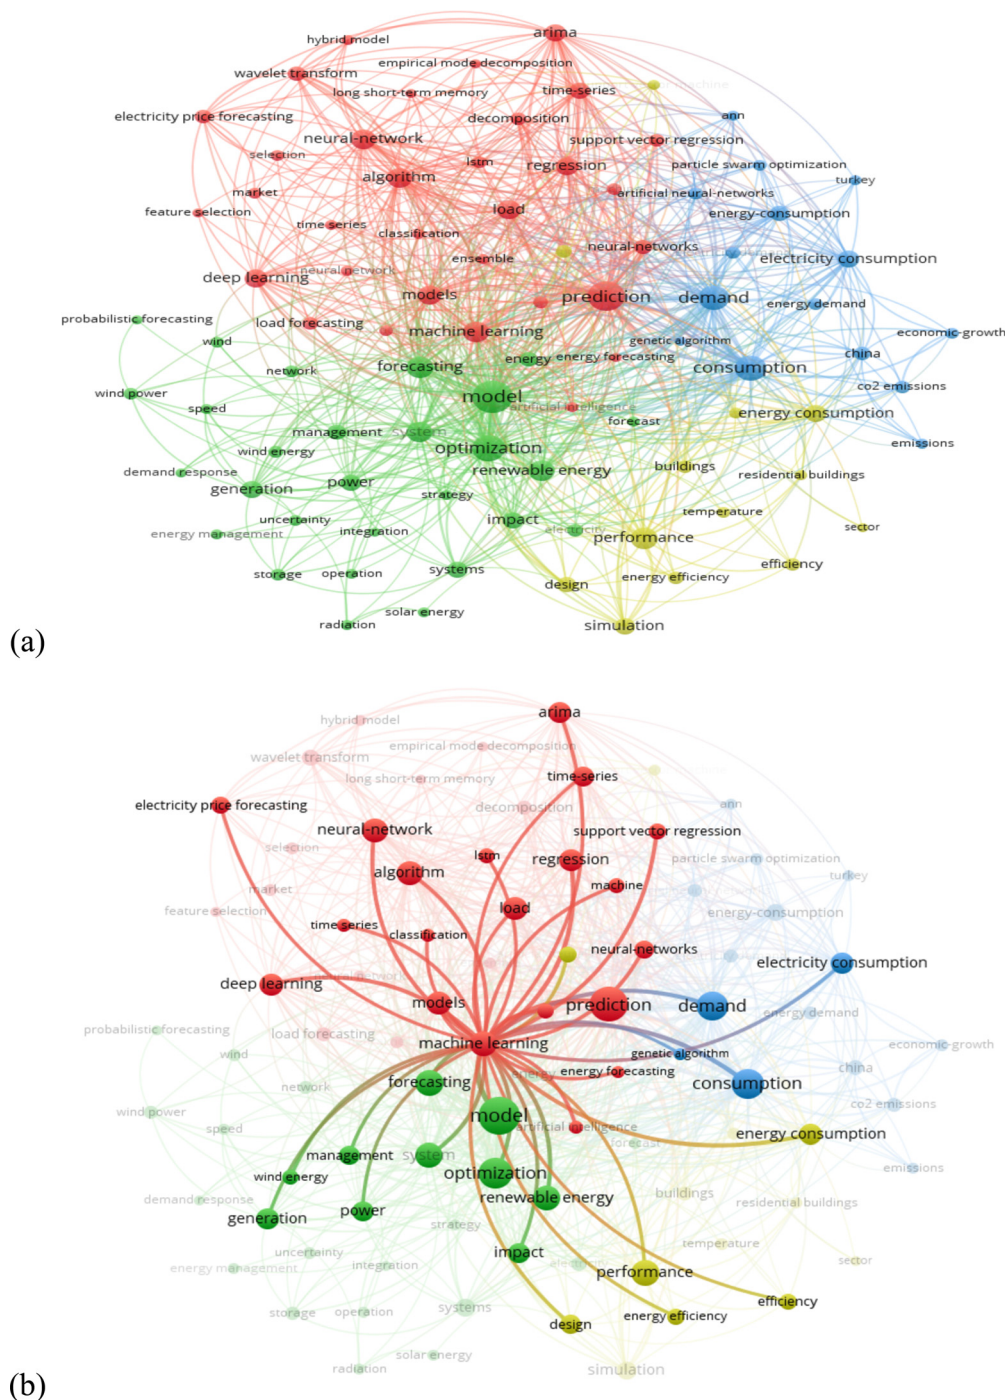 arima
hybrid model
empirical mode decomposition
wavelet transform
long short-term memory
time-series
electricity price forecasting
decomposition
ann
neural-network
support vector regression
selection
lstm
regression
particle swarm optimization
algorithm
turkey
market
artificial neural-networks
feature selection
load
energy-consumption
time series
classification
neural-networks
ensemble
electricity consumption
deep learning
neural network
models
prediction
demand
energy demand
probabilistic forecasting
load forecasting
machine learning
economic-growth
wind
genetic algorithm
forecasting
energy
energy forecasting
china
network
consumption
wind power
model
co2 emissions
speed
artificial intelligence
energy consumption
forecast
management
system
emissions
wind energy
optimization
demand response
renewable energy
buildings
residential buildings
generation
power
strategy
temperature
uncertainty
impact
energy management
integration
electricity
performance
sector
storage
operation
systems
design
energy efficiency
efficiency
solar energy
radiation
simulation
(a)
arima
hybrid model
empirical mode decomposition
wavelet transform
long short-term memory
time-series
electricity price forecasting
decomposition
ann
neural-network
support vector regression
selection
lstm
regression
particle swarm optimization
algorithm
turkey
market
machine
feature selection
load
energy-consumption
time series
classification
neural-networks
electricity consumption
deep learning
neural-network
models
prediction
demand
energy demand
probabilistic forecasting
load forecasting
machine learning
economic-growth
wind
genetic algorithm
forecasting
energy
energy forecasting
china
network
consumption
wind power
model
co2 emissions
speed
artificial intelligence
energy consumption
forecast
management
system
emissions
wind energy
optimization
demand response
renewable energy
buildings
residential buildings
generation
power
strategy
temperature
uncertainty
impact
energy management
integration
performance
sector
storage
operation
systems
design
energy efficiency
efficiency
solar energy
radiation
simulation
(b)